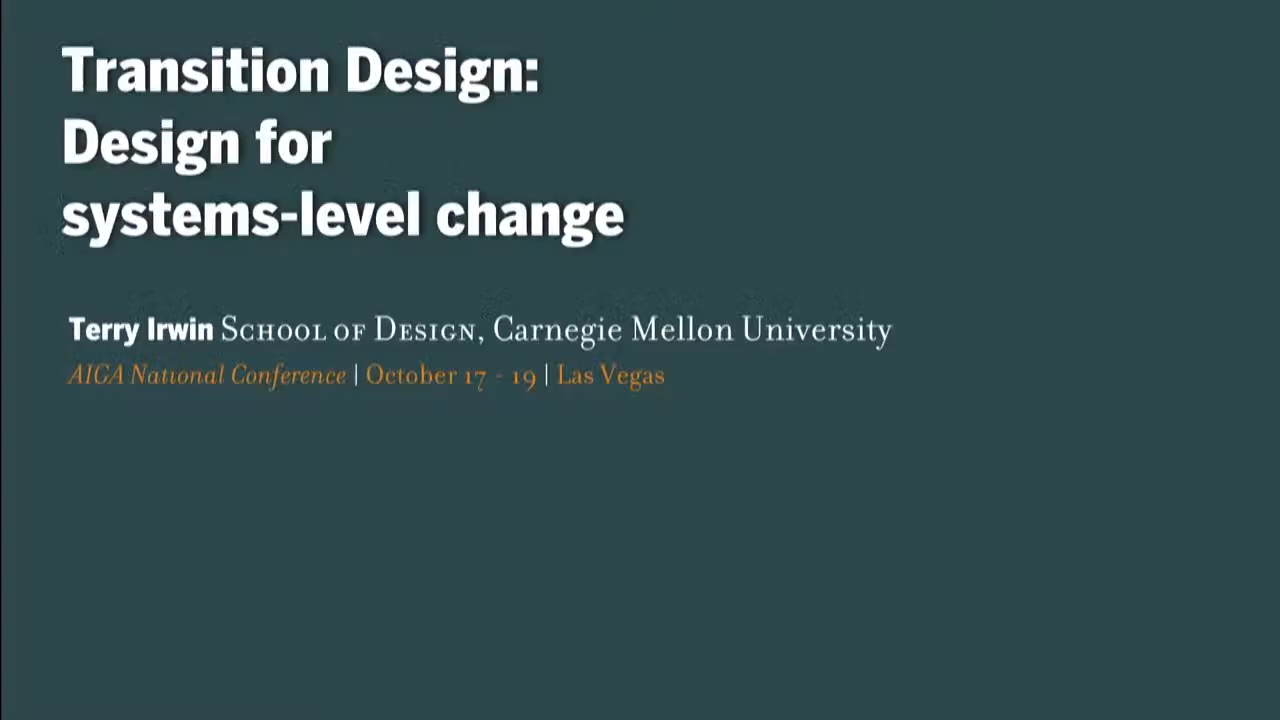 Transition Design:
Design for
systems-level change
Terry Irwin School of Design, Carnegie Mellon University
AIGA National Conference | October 17 - 19 | Las Vegas